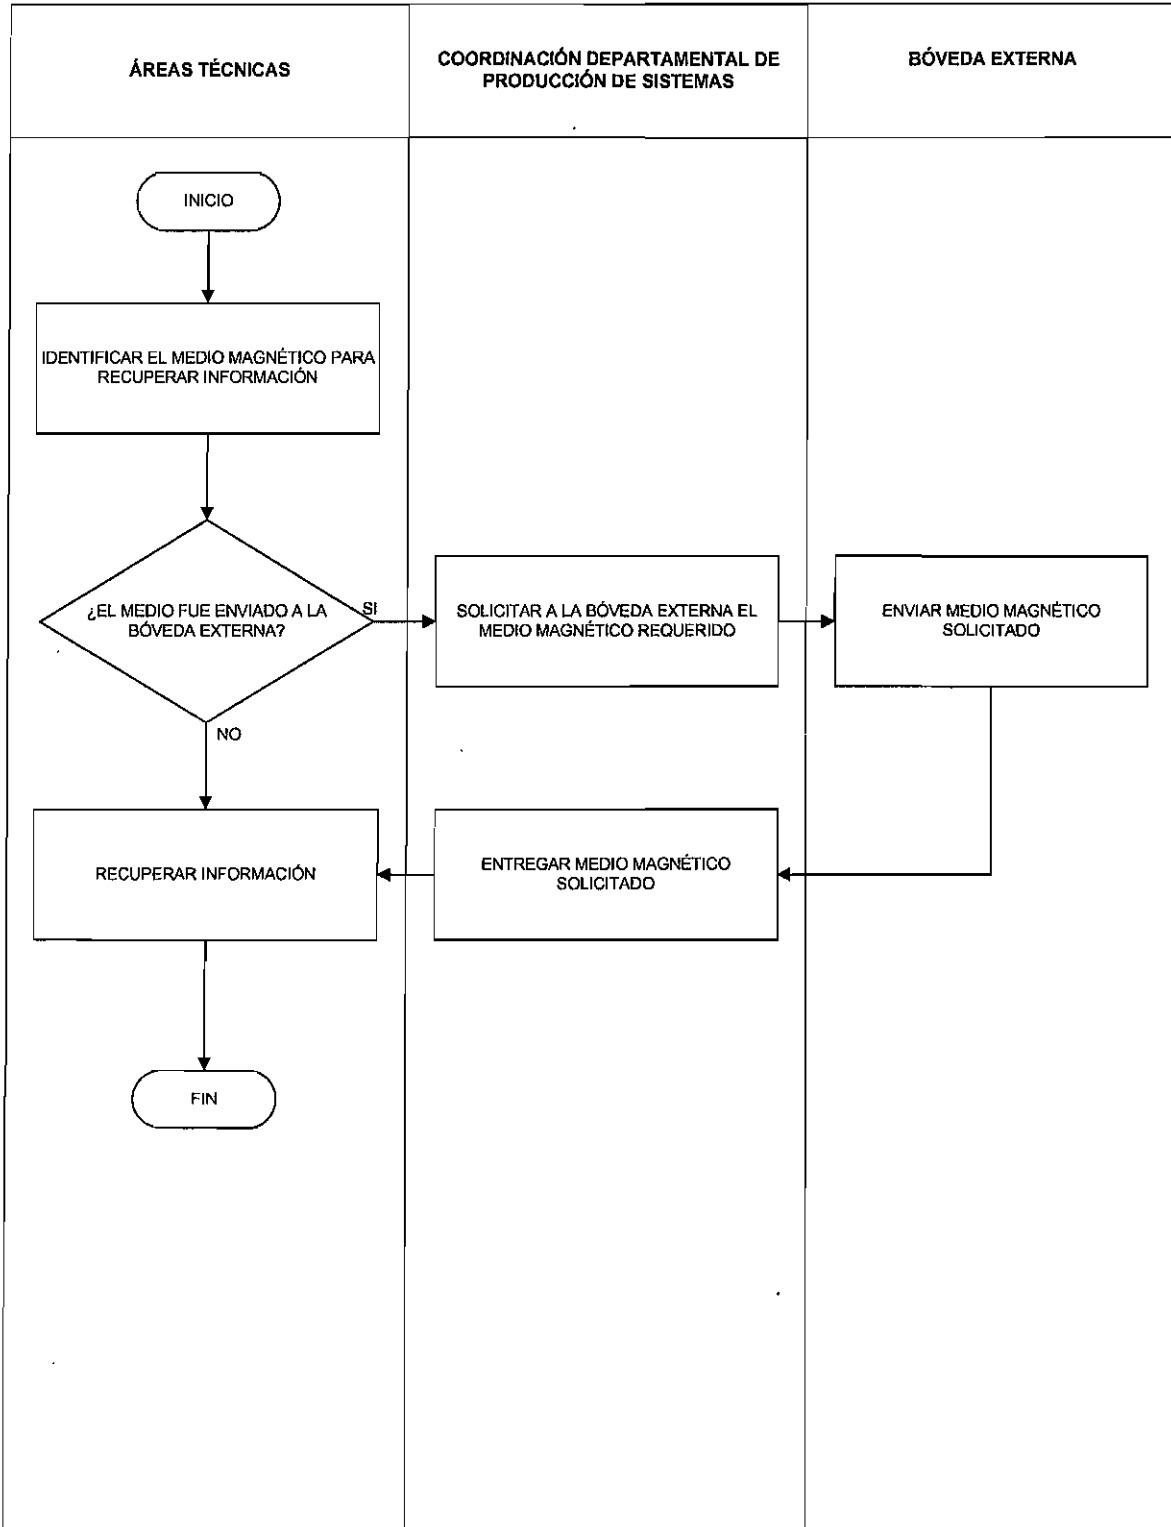 ÁREAS TÉCNICAS
COORDINACIÓN DEPARTAMENTAL DE
PRODUCCIÓN DE SISTEMAS
BÓVEDA EXTERNA
INICIO
IDENTIFICAR EL MEDIO MAGNÉTICO PARA
RECUPERAR INFORMACIÓN
¿EL MEDIO FUE ENVIADO A LA
BÓVEDA EXTERNA?
SI
SOLICITAR A LA BÓVEDA EXTERNA EL
MEDIO MAGNÉTICO REQUERIDO
ENVIAR MEDIO MAGNÉTICO
SOLICITADO
NO
RECUPERAR INFORMACIÓN
ENTREGAR MEDIO MAGNÉTICO
SOLICITADO
FIN